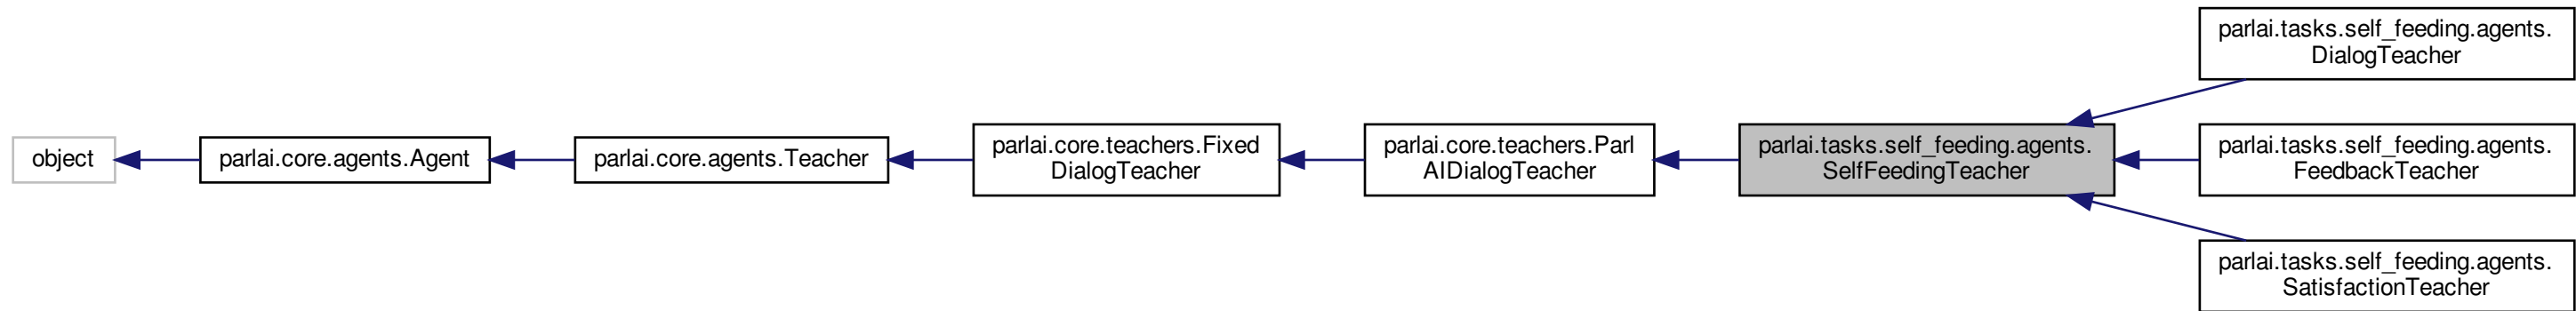 object
parlai.core.agents.Agent
parlai.core.agents.Teacher
parlai.core.teachers.Fixed
DialogTeacher
parlai.core.teachers.Parl
AIDialogTeacher
parlai.tasks.self_feeding.agents.
SelfFeedingTeacher
parlai.tasks.self_feeding.agents.
DialogTeacher
parlai.tasks.self_feeding.agents.
FeedbackTeacher
parlai.tasks.self_feeding.agents.
SatisfactionTeacher